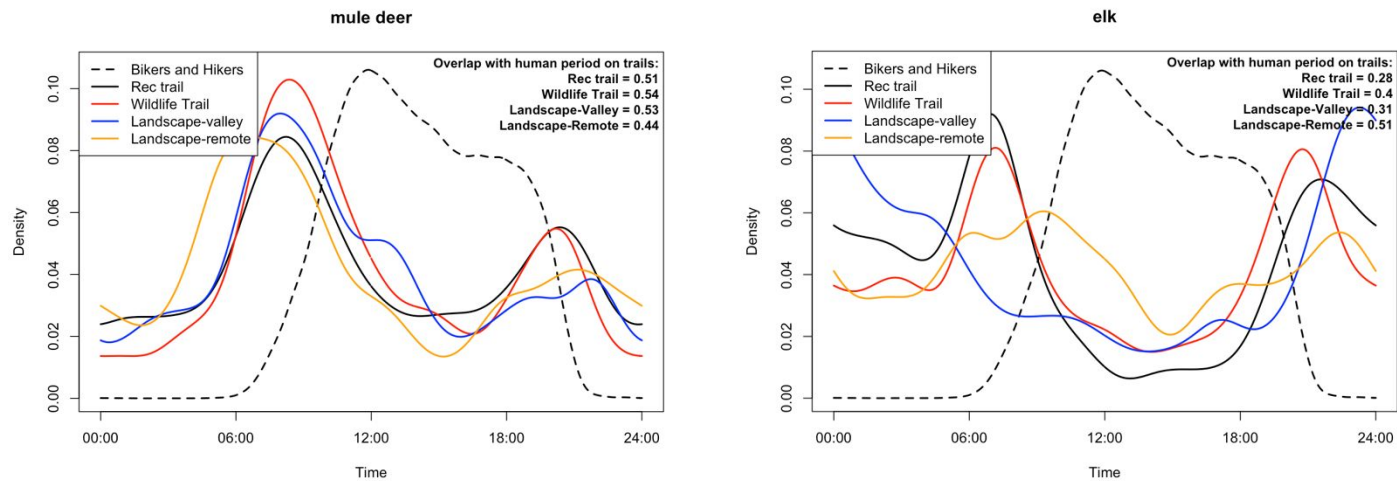 mule deer
Bikers and Hikers
Rec trail
Wildlife Trail
Landscape-valley
Landscape-remote
Overlap with human period on trails:
Rec trail = 0.51
Wildlife Trail = 0.54
Landscape-Valley = 0.53
Landscape-Remote = 0.44
Density
0.10
0.08
0.06
0.04
0.02
0.00
00:00 06:00 12:00 18:00 24:00
Time
elk
Bikers and Hikers
Rec trail
Wildlife Trail
Landscape-valley
Landscape-remote
Overlap with human period on trails:
Rec trail = 0.28
Wildlife Trail = 0.4
Landscape-Valley = 0.31
Landscape-Remote = 0.51
Density
0.10
0.08
0.06
0.04
0.02
0.00
00:00 06:00 12:00 18:00 24:00
Time